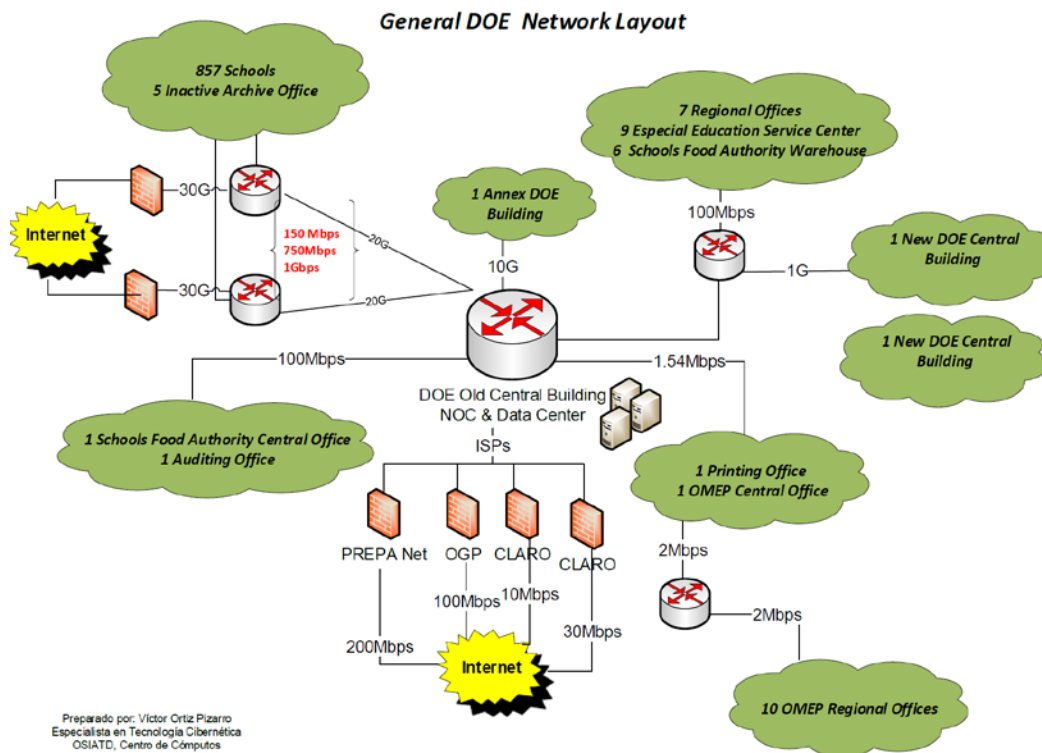 General DOE Network Layout
857 Schools
5 Inactive Archive Office
7 Regional Offices
9 Especial Education Service Center
6 Schools Food Authority Warehouse
1 Annex DOE
Building
30G
Internet
150 Mbps
750Mbps
1Gbps
20G
10G
100Mbps
1 New DOE Central
Building
1G
30G
20G
1 New DOE Central
Building
100Mbps
1.54Mbps
DOE Old Central Building
NOC & Data Center
ISPs
1 Schools Food Authority Central Office
1 Auditing Office
1 Printing Office
1 OMEP Central Office
PREPA Net
OGP
CLARO
CLARO
2Mbps
100Mbps
10Mbps
30Mbps
200Mbps
2Mbps
Internet
10 OMEP Regional Offices
Preparado por: Víctor Ortiz Pizarro
Especialista en Tecnología Cibernética
OSIATD, Centro de Cómputos